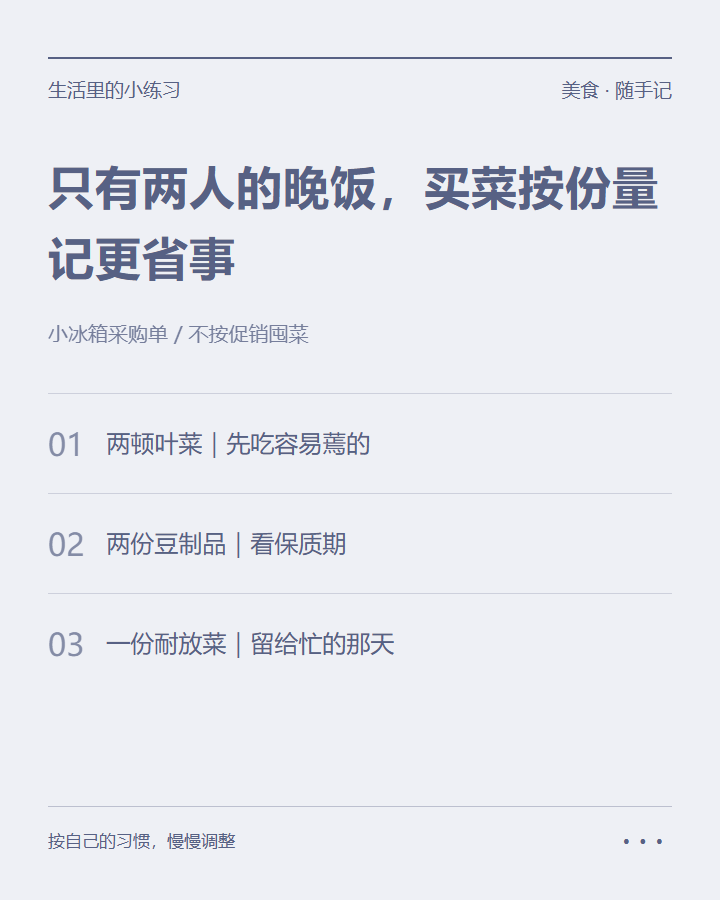 生活里的小练习
美食 · 随手记
只有两人的晚饭，买菜按份量
记更省事
小冰箱采购单 / 不按促销囤菜
01 两顿叶菜｜先吃容易蔫的
02 两份豆制品｜看保质期
03 一份耐放菜｜留给忙的那天
按自己的习惯，慢慢调整